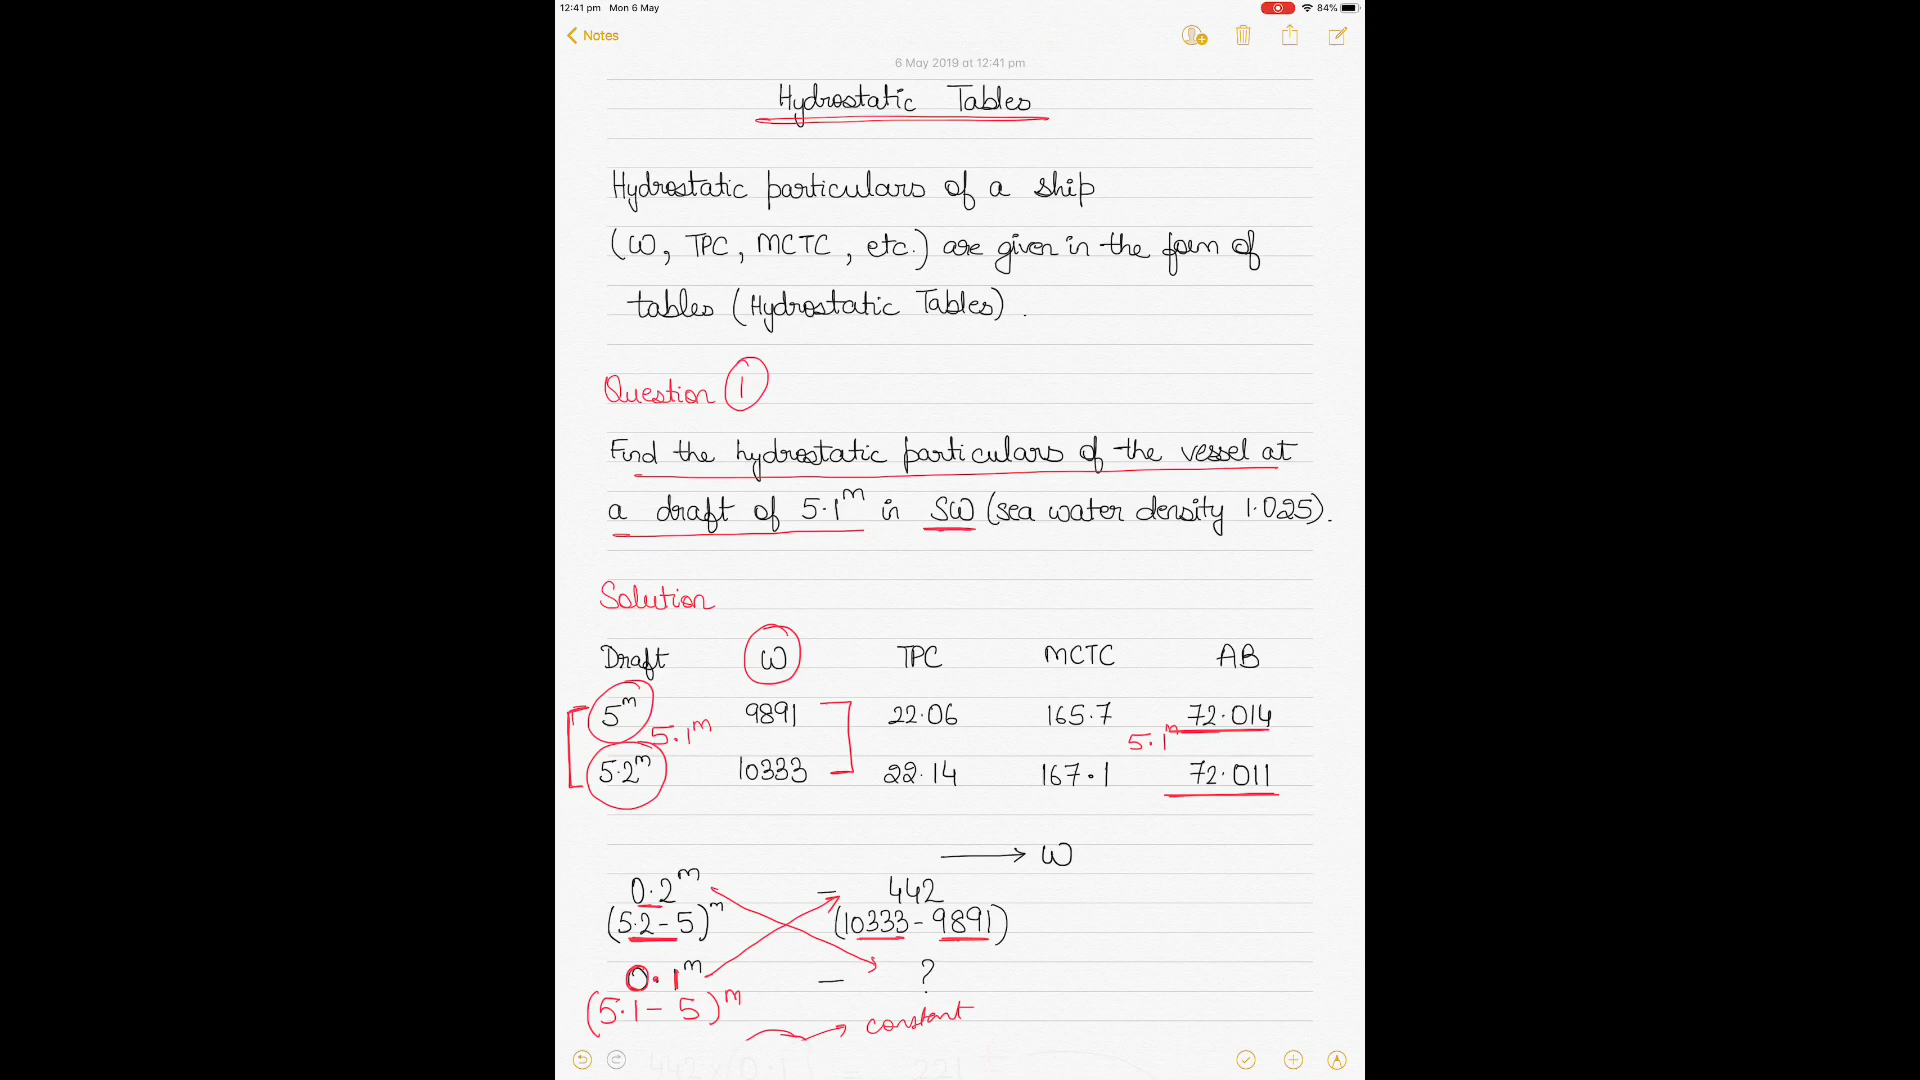 12:41 pm Mon 6 May 84%
Notes
6 May 2019 at 12:41 pm
Hydrostatic Tables
Hydrostatic particulars of a ship
(W, TPC, MCTC, etc.) are given in the form of
tables (Hydrostatic Tables).
Question 1
Find the hydrostatic particulars of the vessel at
a draft of 5.1m in SW (sea water density 1.025).
Solution
Draft W TPC MCTC AB
5m 9891 22.06 165.7 72.014
5.1m 5.1m
5.2m 10333 22.14 167.1 72.011
→ W
0.2m – 442
(5.2 – 5)m (10333 – 9891)
0.1m – ?
(5.1 – 5)m
→ constant
442 x (0.1) = 221